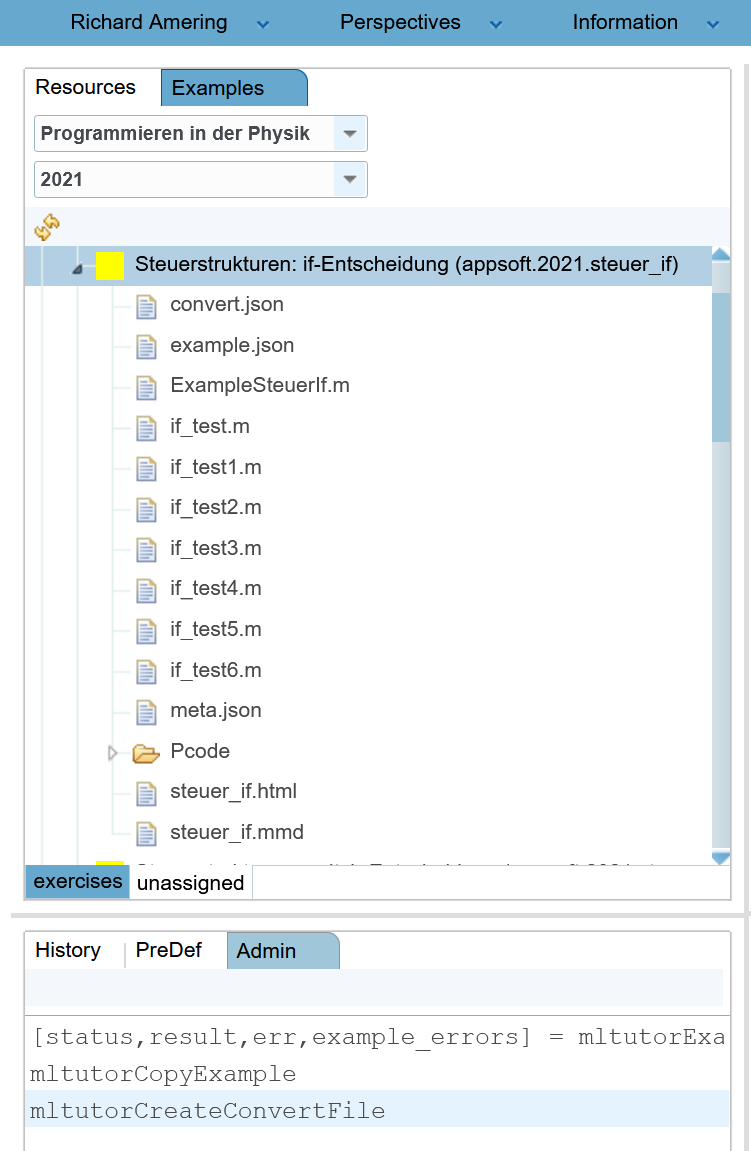 Richard Amering Perspectives Information
Resources Examples
Programmieren in der Physik
2021
Steuerstrukturen: if-Entscheidung (appsoft.2021.steuer_if)
convert.json
example.json
ExampleSteuerIf.m
if_test.m
if_test1.m
if_test2.m
if_test3.m
if_test4.m
if_test5.m
if_test6.m
meta.json
Pcode
steuer_if.html
steuer_if.mmd
exercises unassigned
History PreDef Admin
[status,result,err,example_errors] = mltutorExa
mltutorCopyExample
mltutorCreateConvertFile